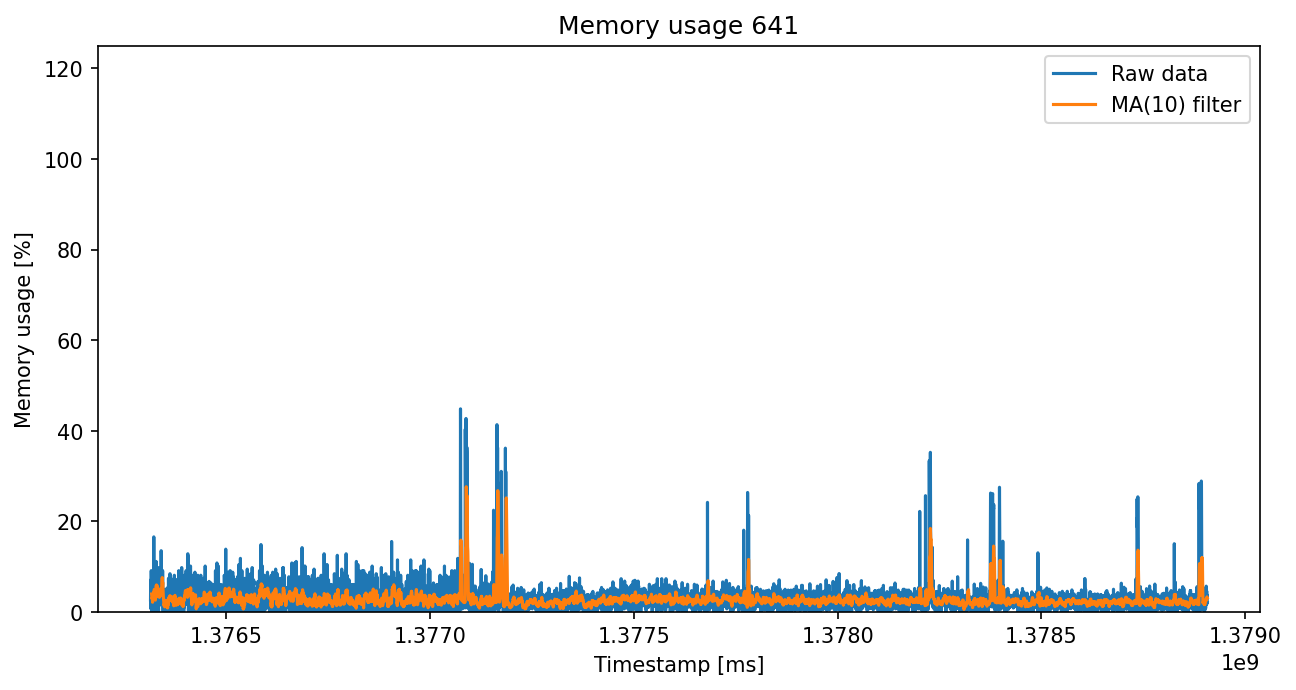 Memory usage 641
Raw data
MA(10) filter
Memory usage [%]
120
100
80
60
40
20
0
1.3765 1.3770 1.3775 1.3780 1.3785 1.3790
1e9
Timestamp [ms]